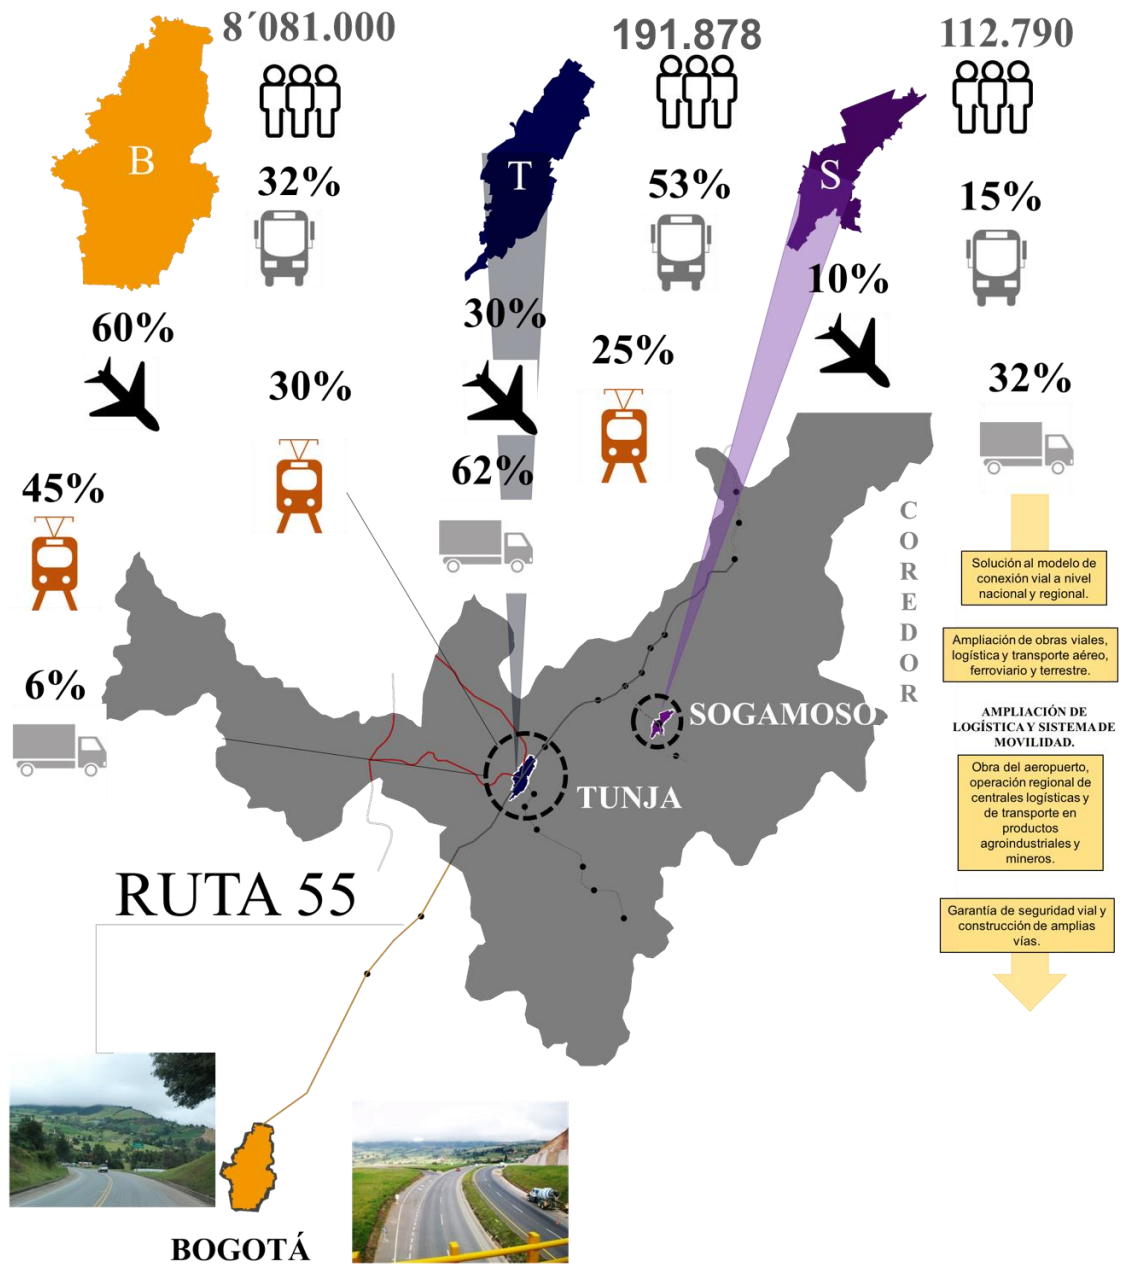 8´081.000
191.878
112.790
B
T
S
32%
53%
15%
60%
30%
10%
30%
25%
32%
45%
62%
6%
C
O
R
E
D
O
R
Solución al modelo de
conexión vial a nivel
nacional y regional.
Ampliación de obras viales,
logística y transporte aéreo,
ferroviario y terrestre.
AMPLIACIÓN DE
LOGÍSTICA Y SISTEMA DE
MOVILIDAD.
Obra del aeropuerto,
operación regional de
centrales logísticas y
de transporte en
productos
agroindustriales y
mineros.
Garantía de seguridad vial y
construcción de amplias
vías.
SOGAMOSO
TUNJA
RUTA 55
BOGOTÁ